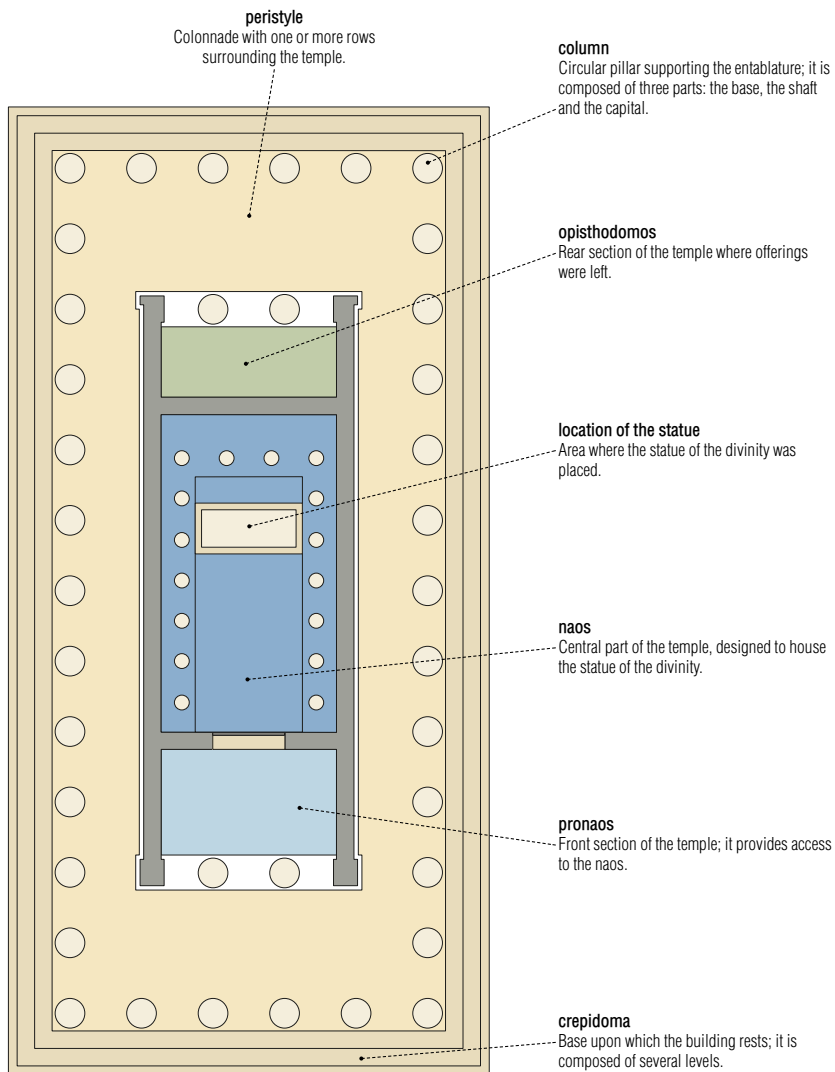 peristyle
Colonnade with one or more rows
surrounding the temple.
column
Circular pillar supporting the entablature; it is
composed of three parts: the base, the shaft
and the capital.
opisthodomos
Rear section of the temple where offerings
were left.
location of the statue
Area where the statue of the divinity was
placed.
naos
Central part of the temple, designed to house
the statue of the divinity.
pronaos
Front section of the temple; it provides access
to the naos.
crepidoma
Base upon which the building rests; it is
composed of several levels.